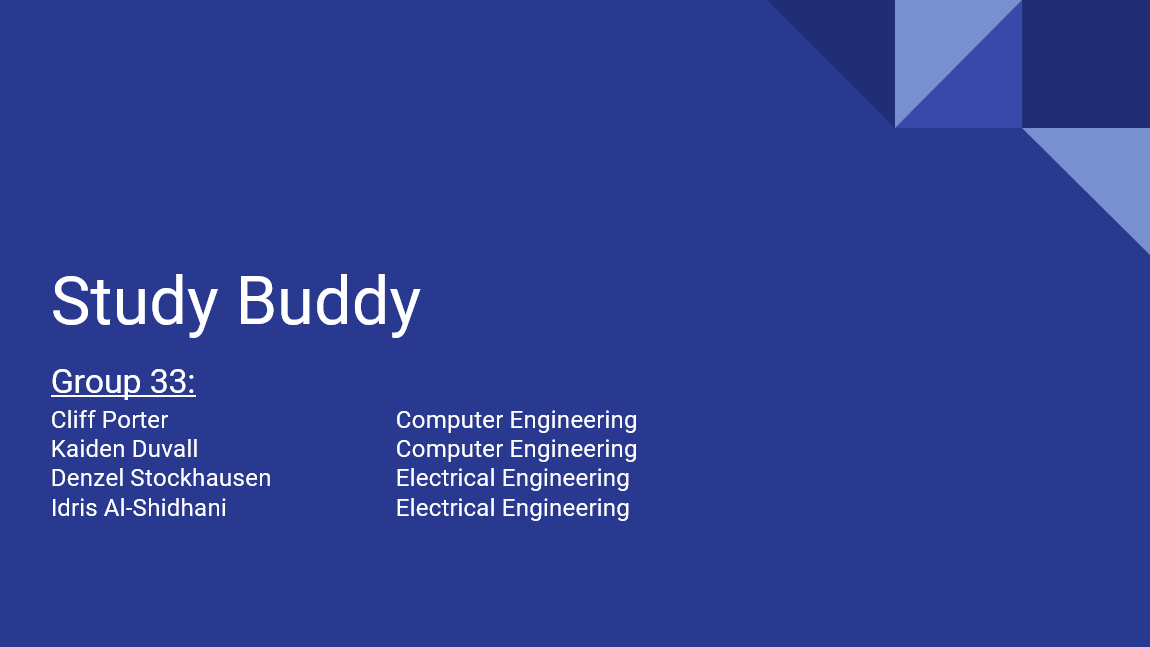 Study Buddy
Group 33:
Cliff Porter Computer Engineering
Kaiden Duvall Computer Engineering
Denzel Stockhausen Electrical Engineering
Idris Al-Shidhani Electrical Engineering